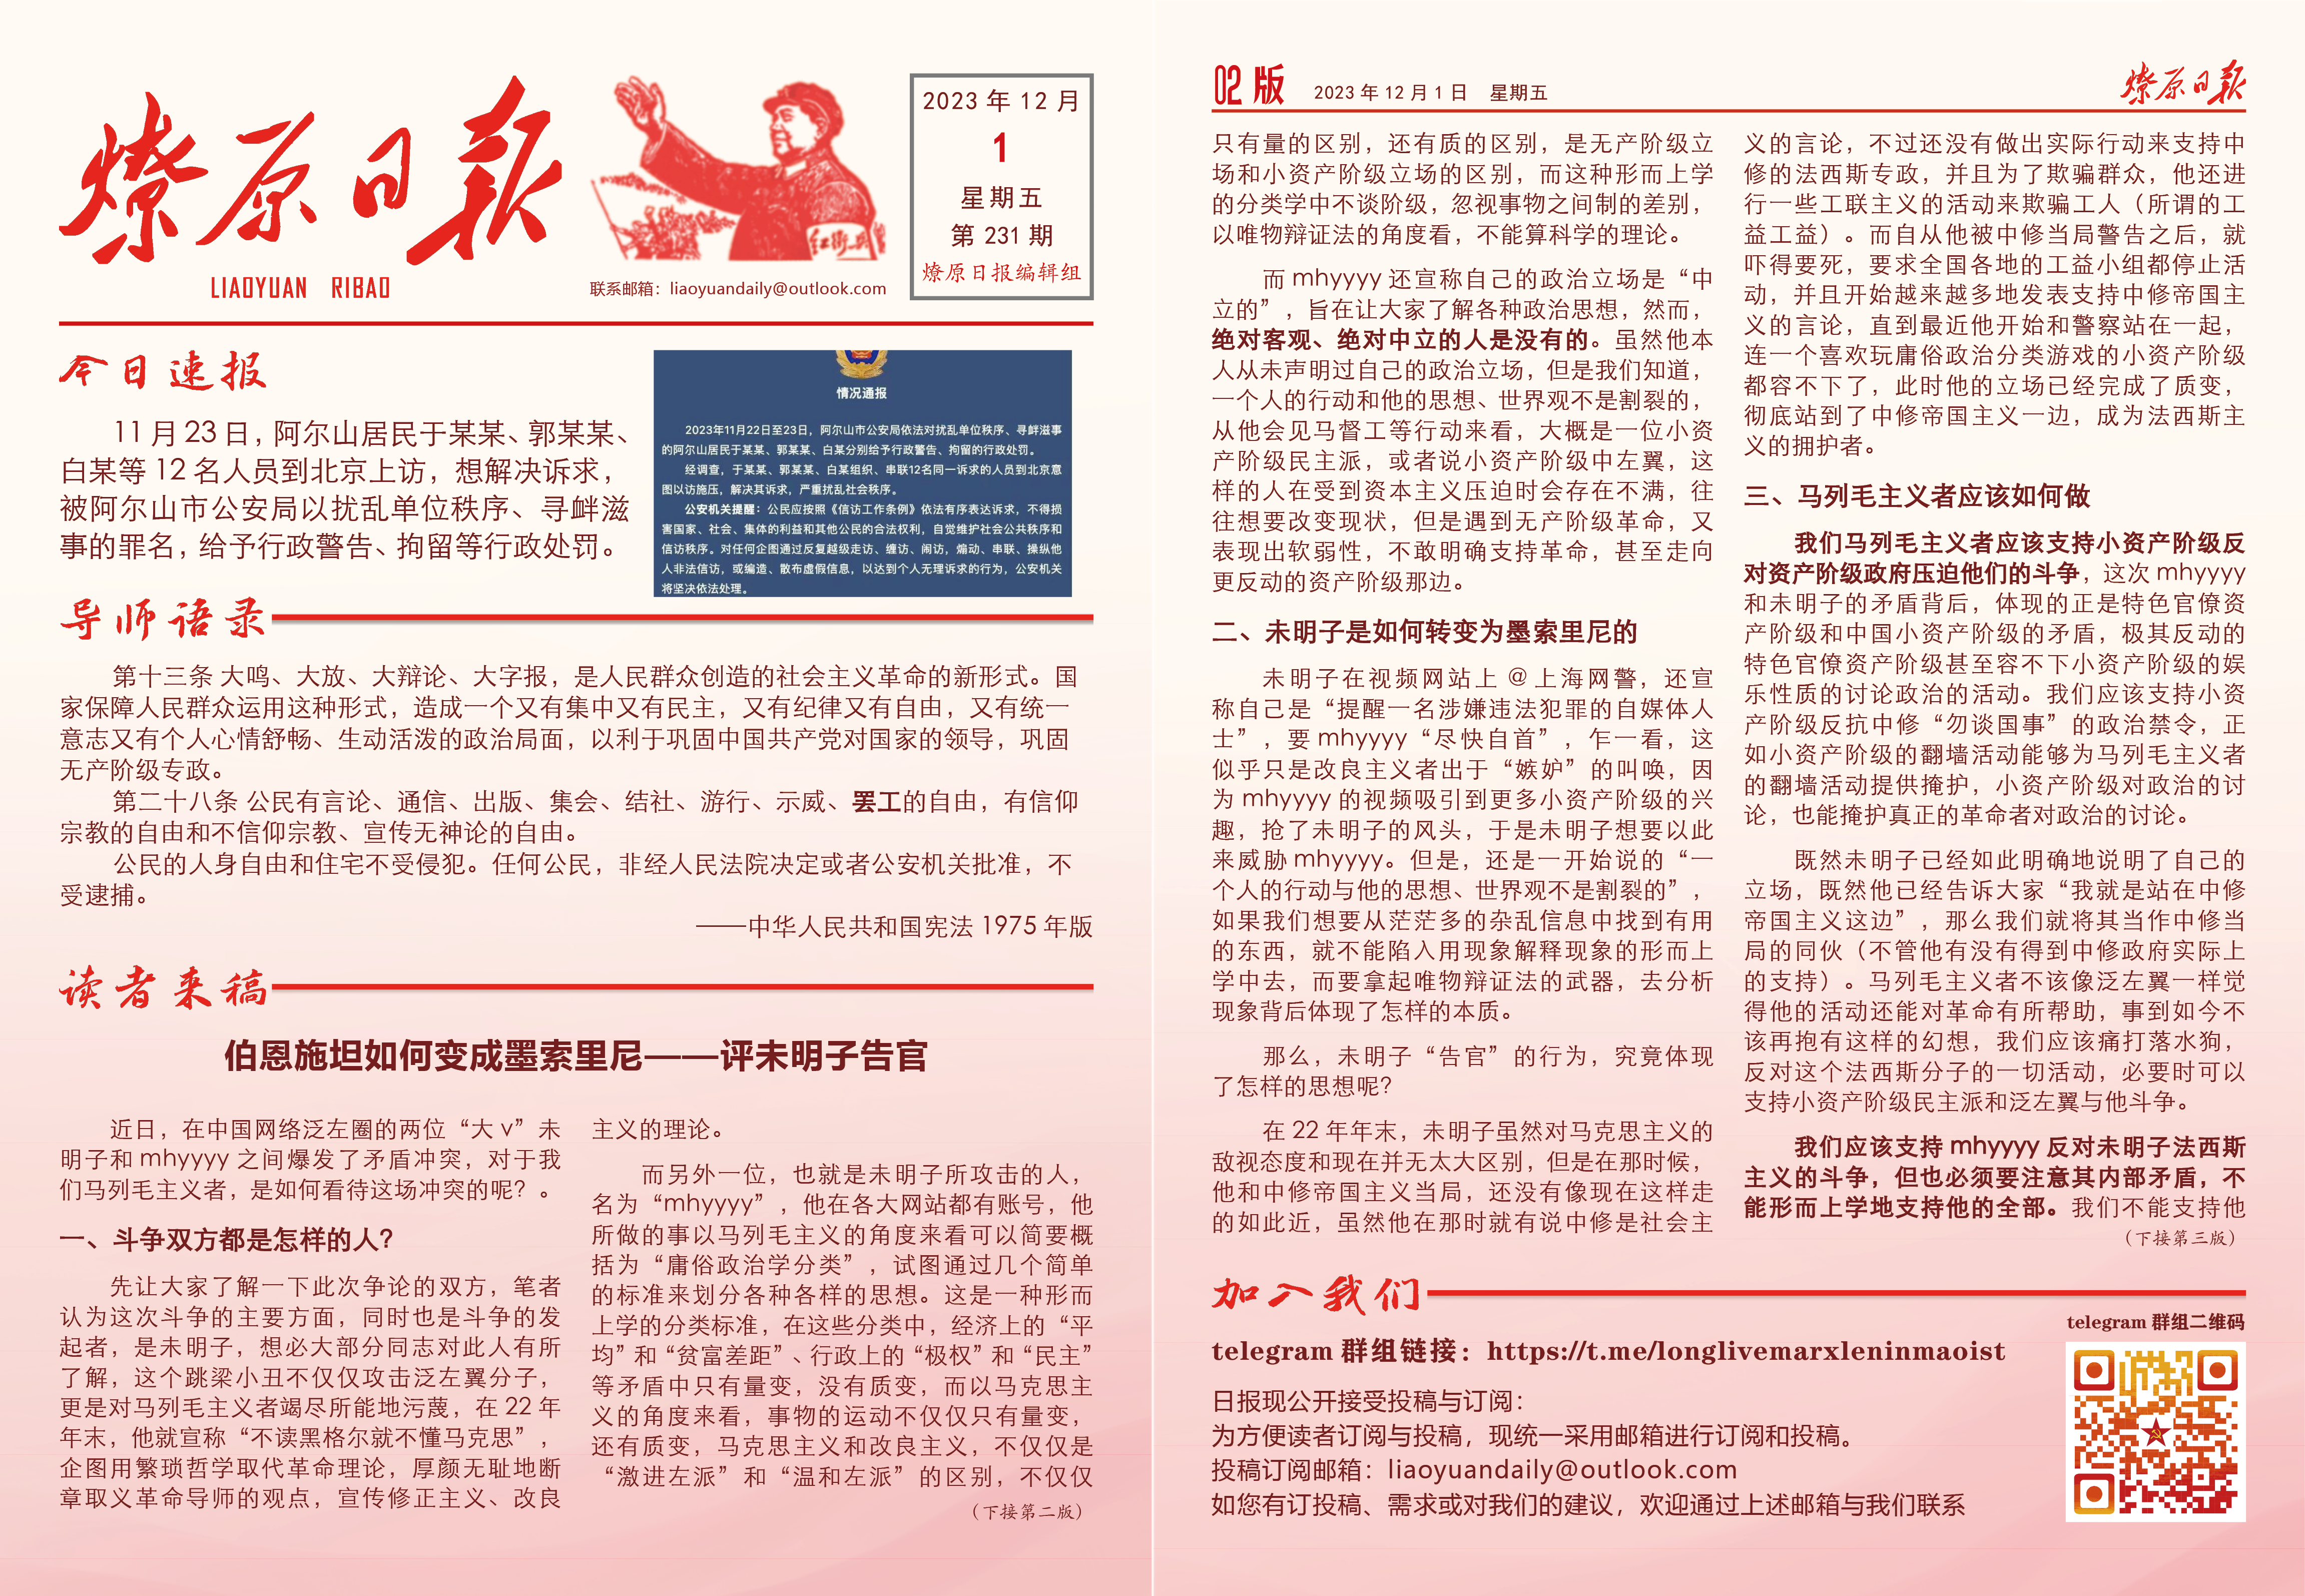 燎原日报
LIAOYUAN RIBAO
红卫兵
联系邮箱：liaoyuandaily@outlook.com
2023 年 12 月
1
星期五
第 231 期
燎原日报编辑组
今日速报
11 月 23 日，阿尔山居民于某某、郭某某、
白某等 12 名人员到北京上访，想解决诉求，
被阿尔山市公安局以扰乱单位秩序、寻衅滋
事的罪名，给予行政警告、拘留等行政处罚。
情况通报
2023年11月22日至23日，阿尔山市公安局依法对扰乱单位秩序、寻衅滋事
的阿尔山居民于某某、郭某某、白某分别给予行政警告、拘留的行政处罚。
经调查，于某某、郭某某、白某组织、串联12名同一诉求的人员到北京意
图以访施压，解决其诉求，严重扰乱社会秩序。
公安机关提醒：公民应按照《信访工作条例》依法有序表达诉求，不得损
害国家、社会、集体的利益和其他公民的合法权利，自觉维护社会公共秩序和
信访秩序。对任何企图通过反复越级走访、缠访、闹访，煽动、串联、操纵他
人非法信访，或编造、散布虚假信息，以达到个人无理诉求的行为，公安机关
将坚决依法处理。
导师语录
第十三条 大鸣、大放、大辩论、大字报，是人民群众创造的社会主义革命的新形式。国
家保障人民群众运用这种形式，造成一个又有集中又有民主，又有纪律又有自由，又有统一
意志又有个人心情舒畅、生动活泼的政治局面，以利于巩固中国共产党对国家的领导，巩固
无产阶级专政。
第二十八条 公民有言论、通信、出版、集会、结社、游行、示威、罢工的自由，有信仰
宗教的自由和不信仰宗教、宣传无神论的自由。
公民的人身自由和住宅不受侵犯。任何公民，非经人民法院决定或者公安机关批准，不
受逮捕。
——中华人民共和国宪法 1975 年版
读者来稿
伯恩施坦如何变成墨索里尼——评未明子告官
近日，在中国网络泛左圈的两位“大 v”未
明子和 mhyyyy 之间爆发了矛盾冲突，对于我
们马列毛主义者，是如何看待这场冲突的呢？。
一、斗争双方都是怎样的人？
先让大家了解一下此次争论的双方，笔者
认为这次斗争的主要方面，同时也是斗争的发
起者，是未明子，想必大部分同志对此人有所
了解，这个跳梁小丑不仅仅攻击泛左翼分子，
更是对马列毛主义者竭尽所能地污蔑，在 22 年
年末，他就宣称“不读黑格尔就不懂马克思”，
企图用繁琐哲学取代革命理论，厚颜无耻地断
章取义革命导师的观点，宣传修正主义、改良
主义的理论。
而另外一位，也就是未明子所攻击的人，
名为“mhyyyy”，他在各大网站都有账号，他
所做的事以马列毛主义的角度来看可以简要概
括为“庸俗政治学分类”，试图通过几个简单
的标准来划分各种各样的思想。这是一种形而
上学的分类标准，在这些分类中，经济上的“平
均”和“贫富差距”、行政上的“极权”和“民主”
等矛盾中只有量变，没有质变，而以马克思主
义的角度来看，事物的运动不仅仅只有量变，
还有质变，马克思主义和改良主义，不仅仅是
“激进左派”和“温和左派”的区别，不仅仅
（下接第二版）
02 版 2023 年 12 月 1 日 星期五
燎原日报
只有量的区别，还有质的区别，是无产阶级立
场和小资产阶级立场的区别，而这种形而上学
的分类学中不谈阶级，忽视事物之间制的差别，
以唯物辩证法的角度看，不能算科学的理论。
而 mhyyyy 还宣称自己的政治立场是“中
立的”，旨在让大家了解各种政治思想，然而，
绝对客观、绝对中立的人是没有的。虽然他本
人从未声明过自己的政治立场，但是我们知道，
一个人的行动和他的思想、世界观不是割裂的，
从他会见马督工等行动来看，大概是一位小资
产阶级民主派，或者说小资产阶级中左翼，这
样的人在受到资本主义压迫时会存在不满，往
往想要改变现状，但是遇到无产阶级革命，又
表现出软弱性，不敢明确支持革命，甚至走向
更反动的资产阶级那边。
二、未明子是如何转变为墨索里尼的
未明子在视频网站上 @ 上海网警，还宣
称自己是“提醒一名涉嫌违法犯罪的自媒体人
士”，要 mhyyyy“尽快自首”，乍一看，这
似乎只是改良主义者出于“嫉妒”的叫唤，因
为 mhyyyy 的视频吸引到更多小资产阶级的兴
趣，抢了未明子的风头，于是未明子想要以此
来威胁 mhyyyy。但是，还是一开始说的“一
个人的行动与他的思想、世界观不是割裂的”，
如果我们想要从茫茫多的杂乱信息中找到有用
的东西，就不能陷入用现象解释现象的形而上
学中去，而要拿起唯物辩证法的武器，去分析
现象背后体现了怎样的本质。
那么，未明子“告官”的行为，究竟体现
了怎样的思想呢？
在 22 年年末，未明子虽然对马克思主义的
敌视态度和现在并无太大区别，但是在那时候，
他和中修帝国主义当局，还没有像现在这样走
的如此近，虽然他在那时就有说中修是社会主
义的言论，不过还没有做出实际行动来支持中
修的法西斯专政，并且为了欺骗群众，他还进
行一些工联主义的活动来欺骗工人（所谓的工
益工益）。而自从他被中修当局警告之后，就
吓得要死，要求全国各地的工益小组都停止活
动，并且开始越来越多地发表支持中修帝国主
义的言论，直到最近他开始和警察站在一起，
连一个喜欢玩庸俗政治分类游戏的小资产阶级
都容不下了，此时他的立场已经完成了质变，
彻底站到了中修帝国主义一边，成为法西斯主
义的拥护者。
三、马列毛主义者应该如何做
我们马列毛主义者应该支持小资产阶级反
对资产阶级政府压迫他们的斗争，这次 mhyyyy
和未明子的矛盾背后，体现的正是特色官僚资
产阶级和中国小资产阶级的矛盾，极其反动的
特色官僚资产阶级甚至容不下小资产阶级的娱
乐性质的讨论政治的活动。我们应该支持小资
产阶级反抗中修“勿谈国事”的政治禁令，正
如小资产阶级的翻墙活动能够为马列毛主义者
的翻墙活动提供掩护，小资产阶级对政治的讨
论，也能掩护真正的革命者对政治的讨论。
既然未明子已经如此明确地说明了自己的
立场，既然他已经告诉大家“我就是站在中修
帝国主义这边”，那么我们就将其当作中修当
局的同伙（不管他有没有得到中修政府实际上
的支持）。马列毛主义者不该像泛左翼一样觉
得他的活动还能对革命有所帮助，事到如今不
该再抱有这样的幻想，我们应该痛打落水狗，
反对这个法西斯分子的一切活动，必要时可以
支持小资产阶级民主派和泛左翼与他斗争。
我们应该支持 mhyyyy 反对未明子法西斯
主义的斗争，但也必须要注意其内部矛盾，不
能形而上学地支持他的全部。我们不能支持他
（下接第三版）
加入我们
telegram 群组二维码
telegram 群组链接：https://t.me/longlivemarxleninmaoist
日报现公开接受投稿与订阅：
为方便读者订阅与投稿，现统一采用邮箱进行订阅和投稿。
投稿订阅邮箱：liaoyuandaily@outlook.com
如您有订投稿、需求或对我们的建议，欢迎通过上述邮箱与我们联系